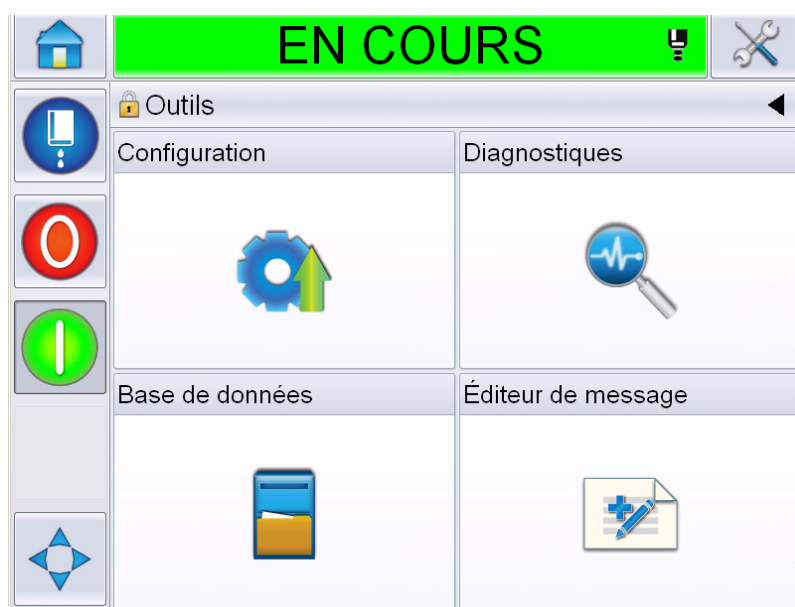 EN COURS
Outils
Configuration
Diagnostiques
Base de données
Éditeur de message